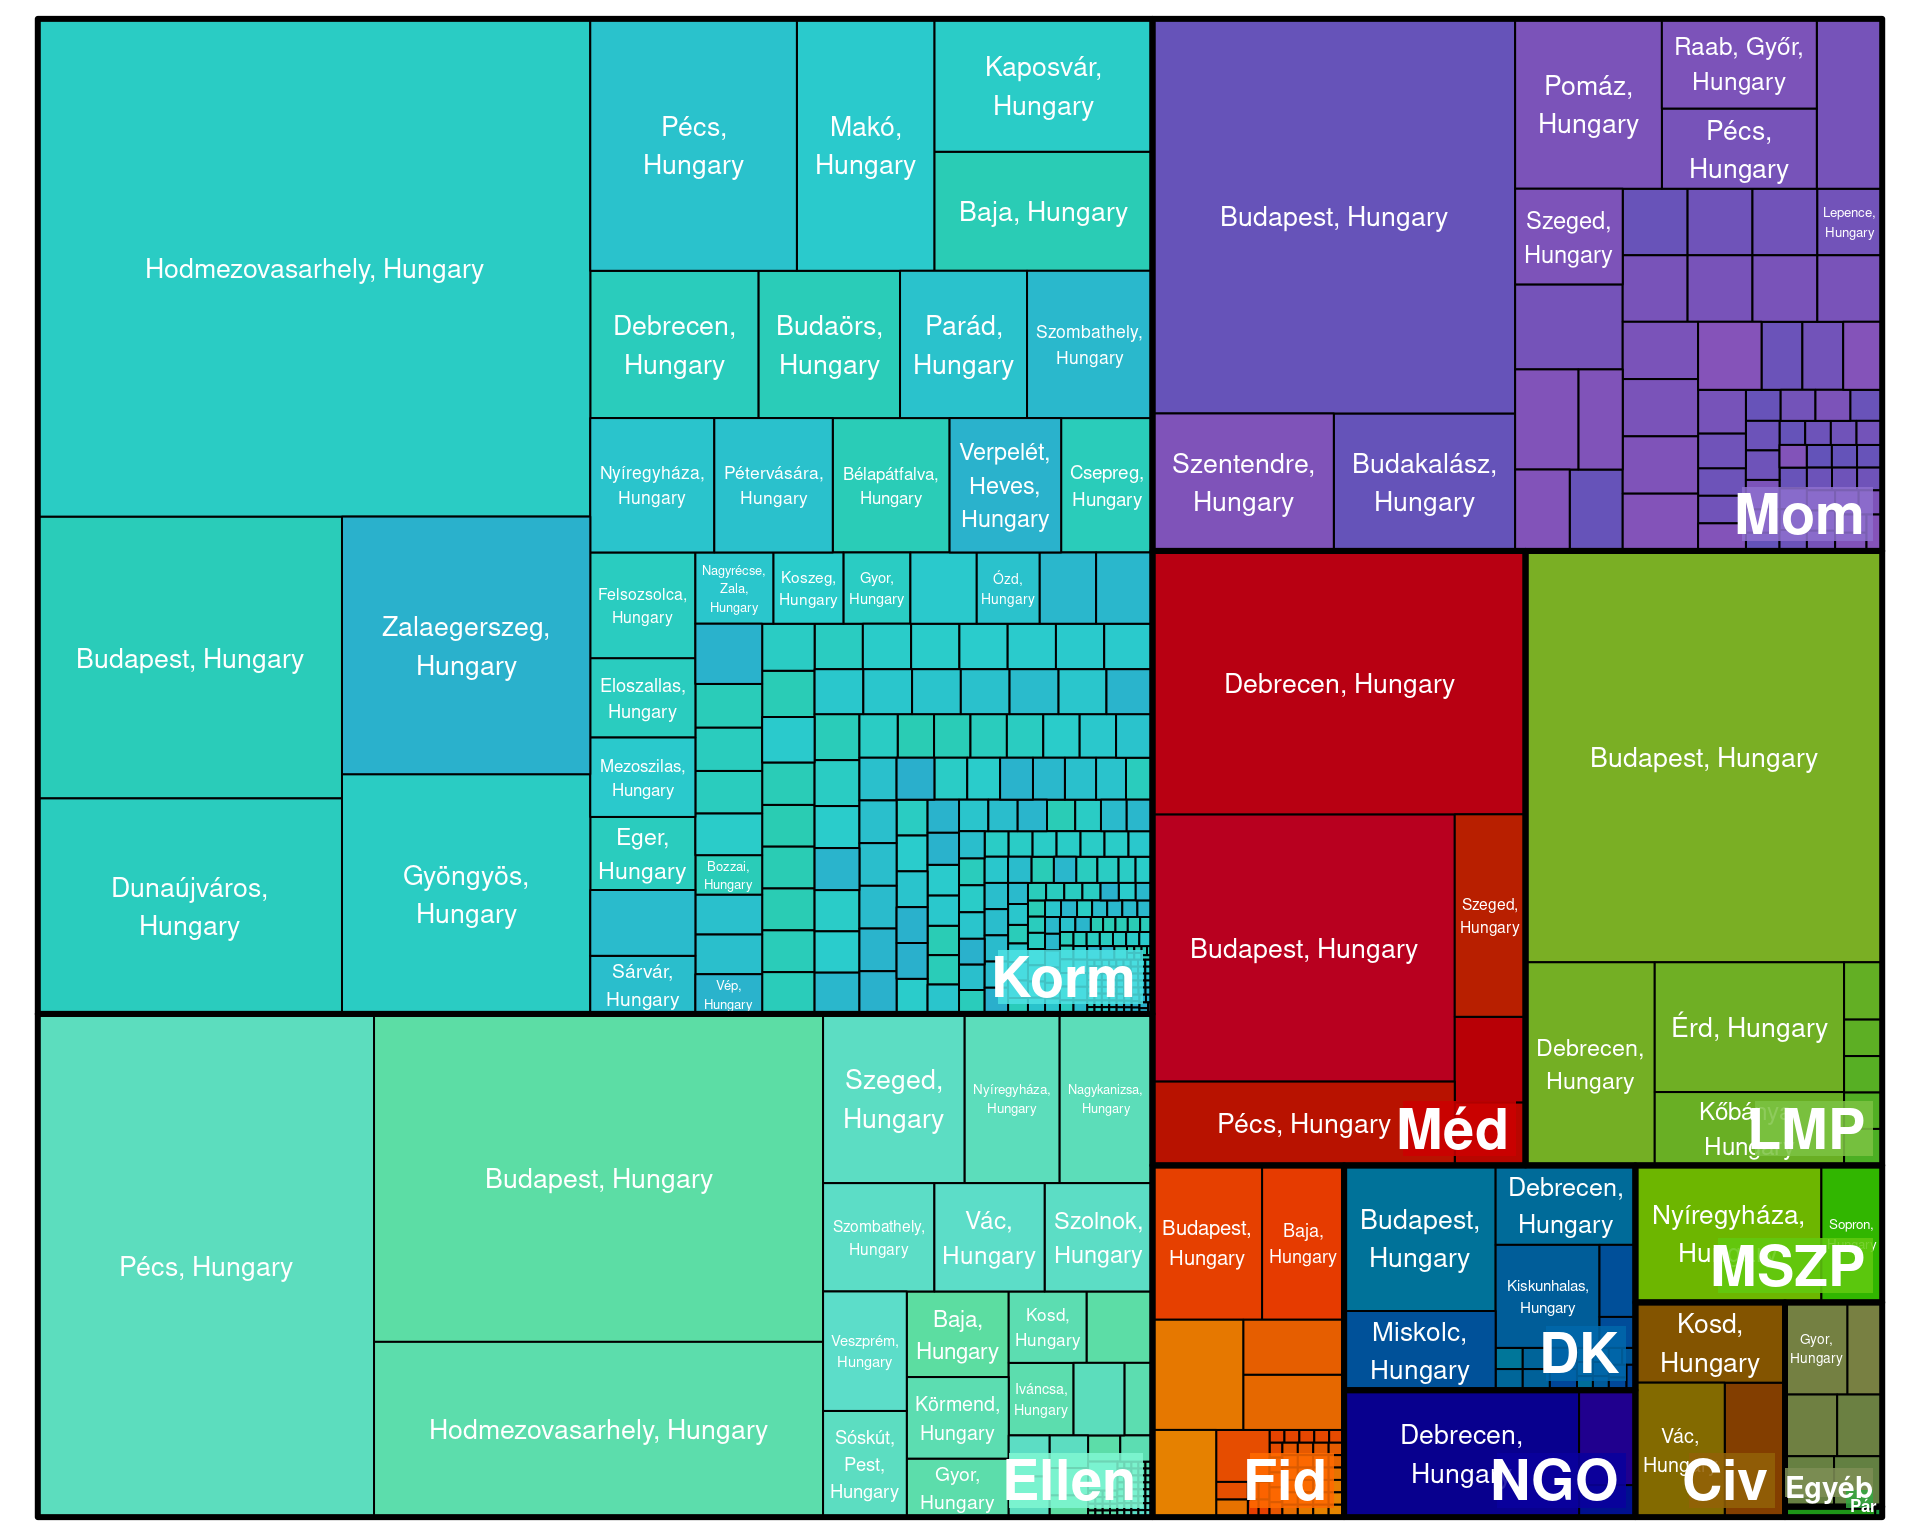 Hodmezovasarhely, Hungary
Pécs,
Hungary
Makó,
Hungary
Kaposvár,
Hungary
Baja, Hungary
Debrecen,
Hungary
Budaörs,
Hungary
Parád,
Hungary
Szombathely,
Hungary
Nyíregyháza,
Hungary
Pétervására,
Hungary
Bélapátfalva,
Hungary
Verpelét,
Heves,
Hungary
Csepreg,
Hungary
Budapest, Hungary
Zalaegerszeg,
Hungary
Dunaújváros,
Hungary
Gyöngyös,
Hungary
Felsozsolca,
Hungary
Nagyrécse,
Zala,
Hungary
Koszeg,
Hungary
Gyor,
Hungary
Ózd,
Hungary
Eloszallas,
Hungary
Mezoszilas,
Hungary
Eger,
Hungary
Bozzai,
Hungary
Sárvár,
Hungary
Vép,
Hungary
Korm
Budapest, Hungary
Pomáz,
Hungary
Raab, Győr,
Hungary
Pécs,
Hungary
Szeged,
Hungary
Lepence,
Hungary
Szentendre,
Hungary
Budakalász,
Hungary
Mom
Debrecen, Hungary
Budapest, Hungary
Szeged,
Hungary
Pécs, Hungary
Méd
Budapest, Hungary
Debrecen,
Hungary
Érd, Hungary
Kőbánya,
Hungary
LMP
Pécs, Hungary
Budapest, Hungary
Hodmezovasarhely, Hungary
Szeged,
Hungary
Nyíregyháza,
Hungary
Nagykanizsa,
Hungary
Szombathely,
Hungary
Vác,
Hungary
Szolnok,
Hungary
Veszprém,
Hungary
Baja,
Hungary
Kosd,
Hungary
Iváncsa,
Hungary
Körmend,
Hungary
Sóskút,
Pest,
Hungary
Gyor,
Hungary
Ellen
Budapest,
Hungary
Baja,
Hungary
Fid
Budapest,
Hungary
Debrecen,
Hungary
Kiskunhalas,
Hungary
Miskolc,
Hungary
DK
Debrecen,
Hungary
NGO
Nyíregyháza,
Hungary
Sopron,
Hungary
MSZP
Kosd,
Hungary
Vác,
Hungary
Civ
Gyor,
Hungary
Egyéb
Pár